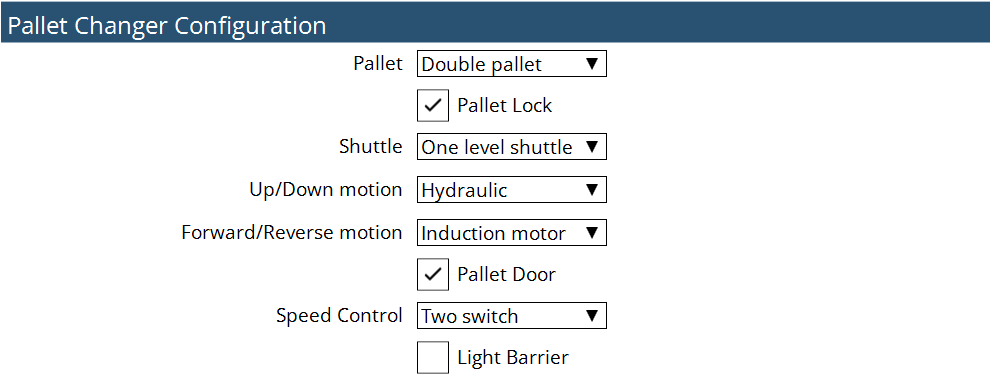 Pallet Changer Configuration
Pallet Double pallet
Pallet Lock
Shuttle One level shuttle
Up/Down motion Hydraulic
Forward/Reverse motion Induction motor
Pallet Door
Speed Control Two switch
Light Barrier